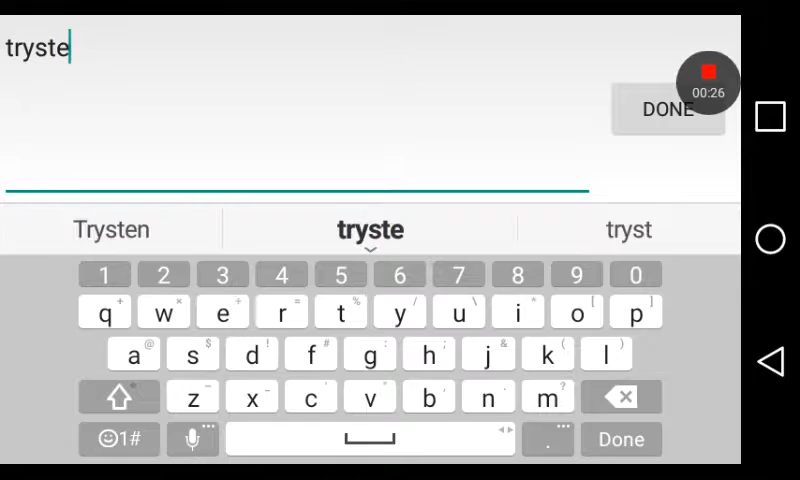 tryste
00:26
DONE
Trysten tryste tryst
1 2 3 4 5 6 7 8 9 0
q + w × e ÷ r = t % y / u \ i * o [ p ]
a @ s $ d ! f # g : h ; j & k ( l )
z x c v b n m ?
☺1# . Done